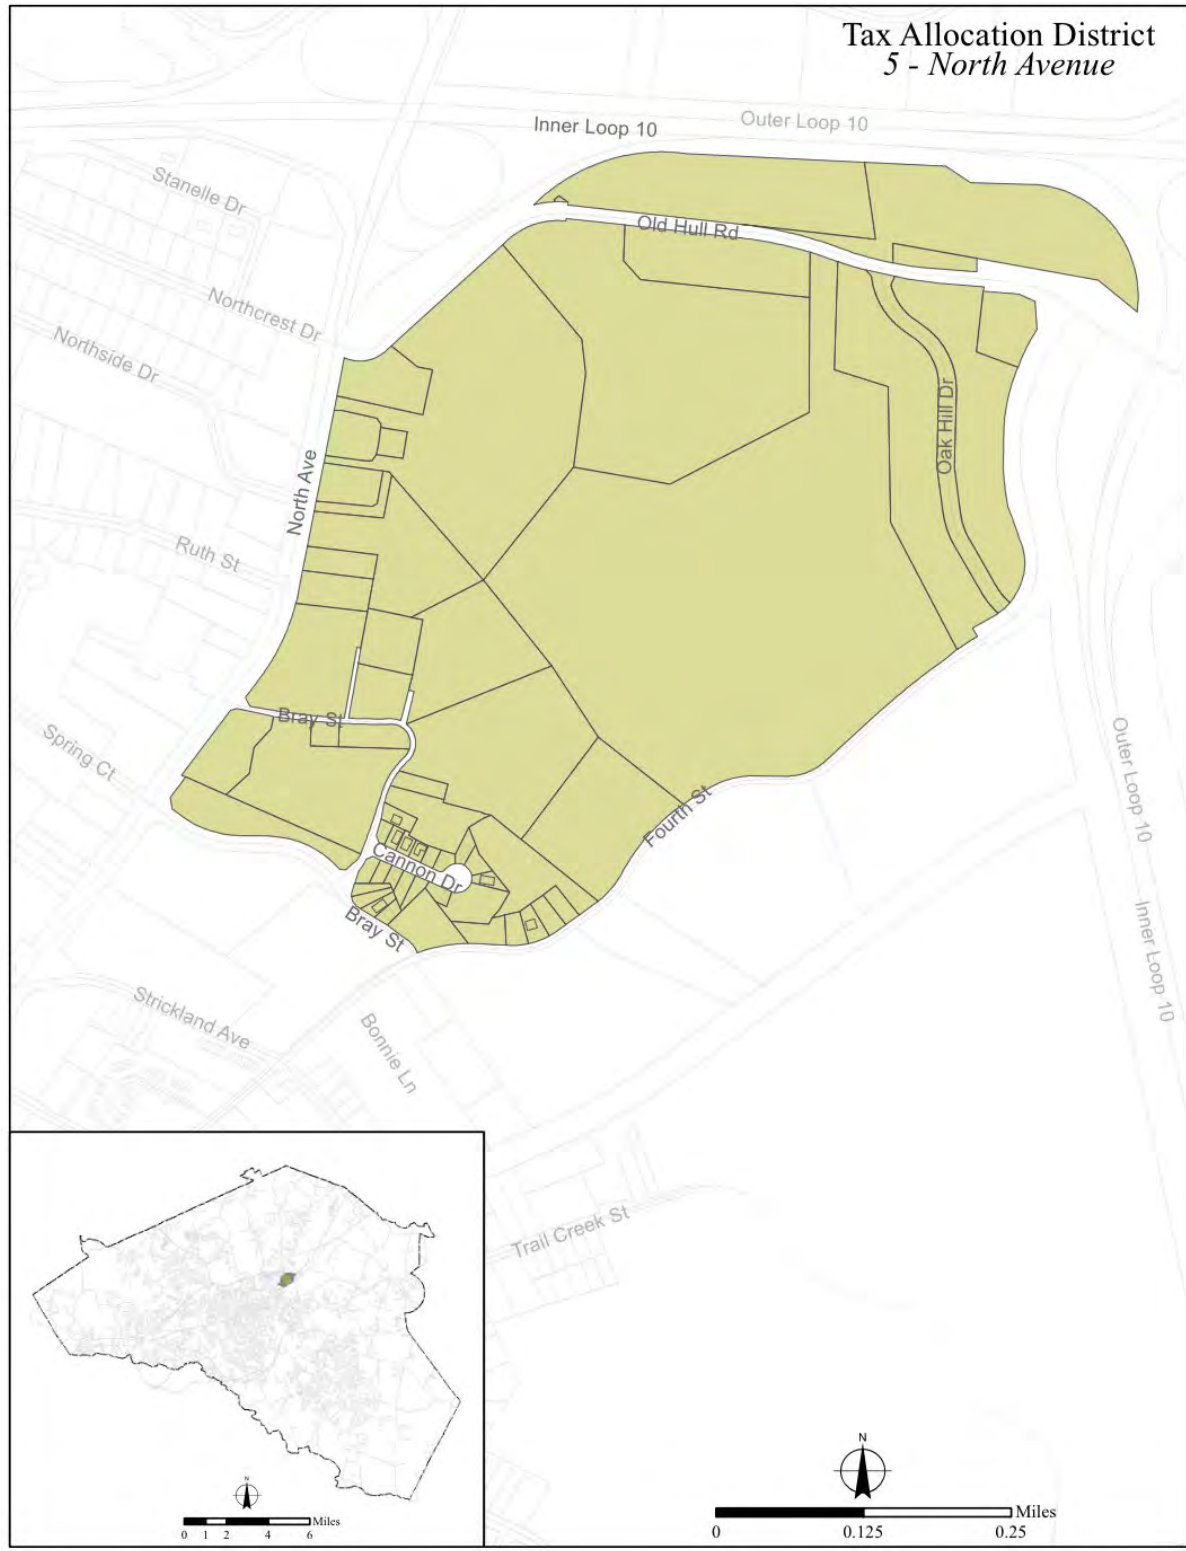 Tax Allocation District
5 - North Avenue
Inner Loop 10
Outer Loop 10
Stanelle Dr
Old Hull Rd
Northcrest Dr
Northside Dr
Oak Hill Dr
North Ave
Ruth St
Bray St
Spring Ct
Outer Loop 10
Fourth St
Cannon Dr
Bray St
Inner Loop 10
Strickland Ave
Bonnie Ln
Trail Creek St
N
Miles
0 0.125 0.25
N
Miles
0 1 2 4 6